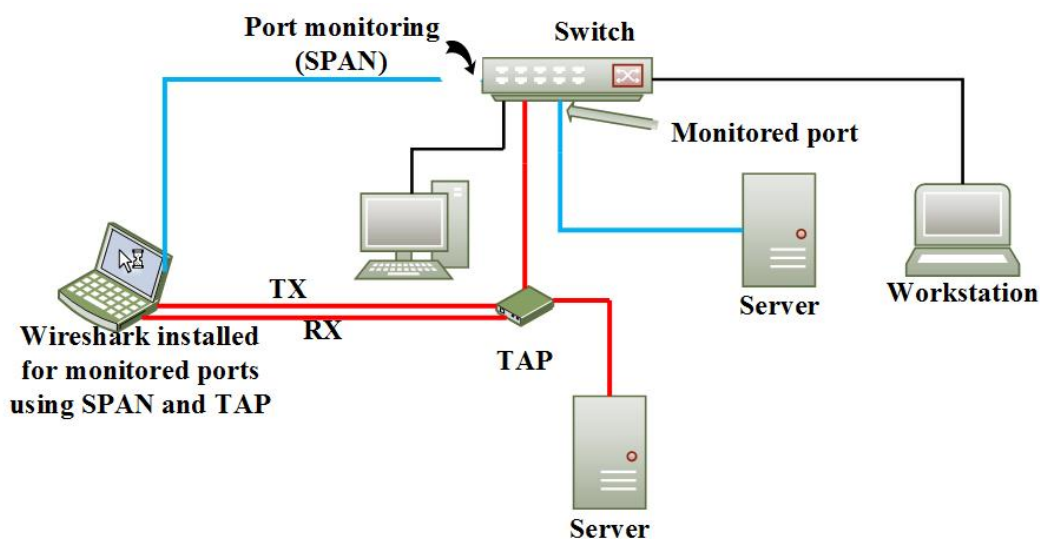 Port monitoring
(SPAN)
Switch
Monitored port
TX
RX
Server
Workstation
Wireshark installed
for monitored ports
using SPAN and TAP
TAP
Server